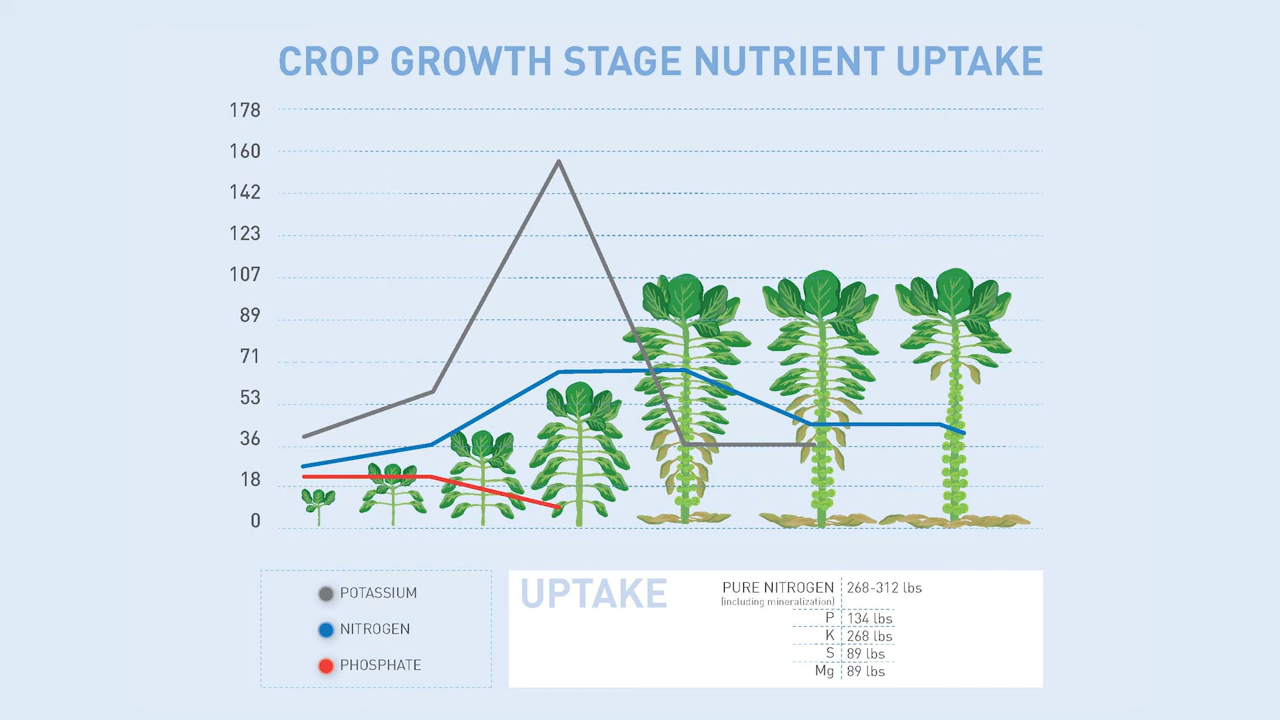 CROP GROWTH STAGE NUTRIENT UPTAKE
178
160
142
123
107
89
71
53
36
18
0
POTASSIUM
NITROGEN
PHOSPHATE
UPTAKE
PURE NITROGEN 268-312 lbs
(including mineralization)
P 134 lbs
K 268 lbs
S 89 lbs
Mg 89 lbs